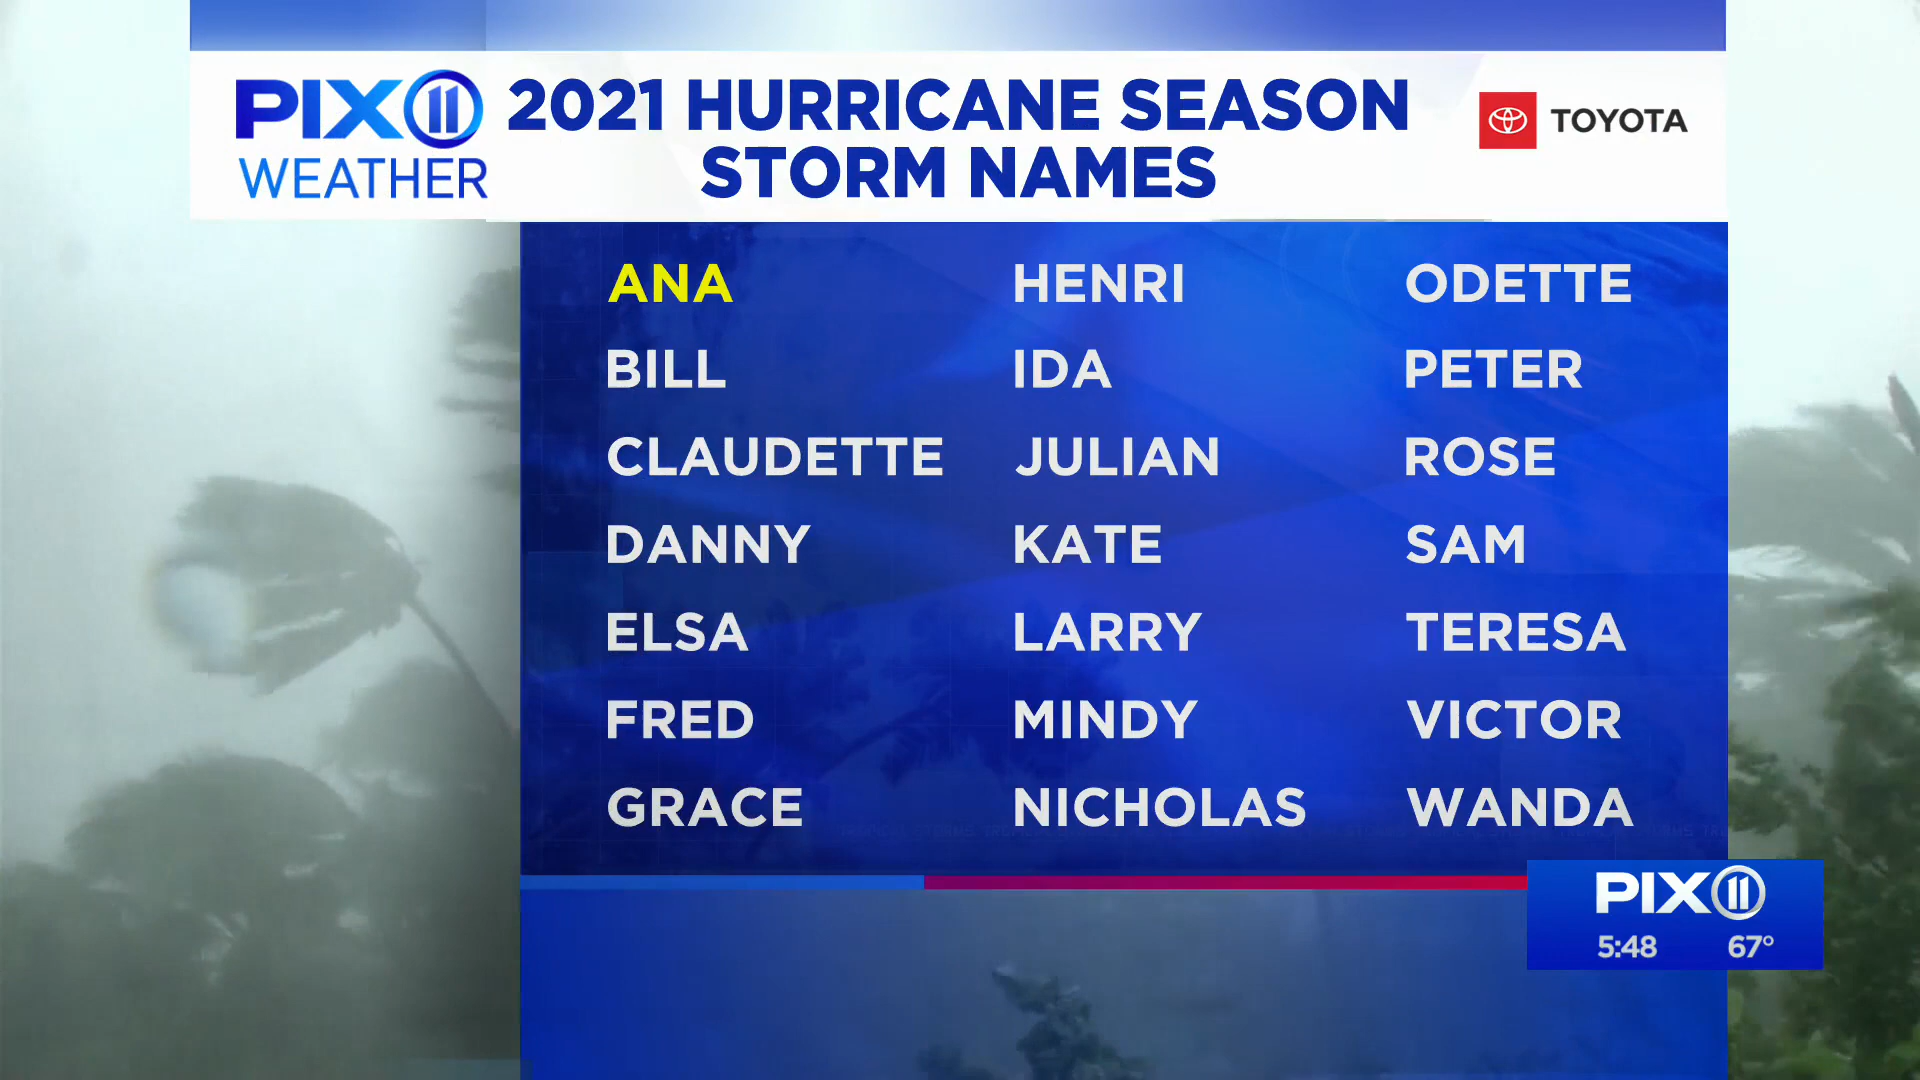 PIX11
WEATHER
2021 HURRICANE SEASON
STORM NAMES
TOYOTA
ANA
BILL
CLAUDETTE
DANNY
ELSA
FRED
GRACE
HENRI
IDA
JULIAN
KATE
LARRY
MINDY
NICHOLAS
ODETTE
PETER
ROSE
SAM
TERESA
VICTOR
WANDA
PIX11
5:48 67°